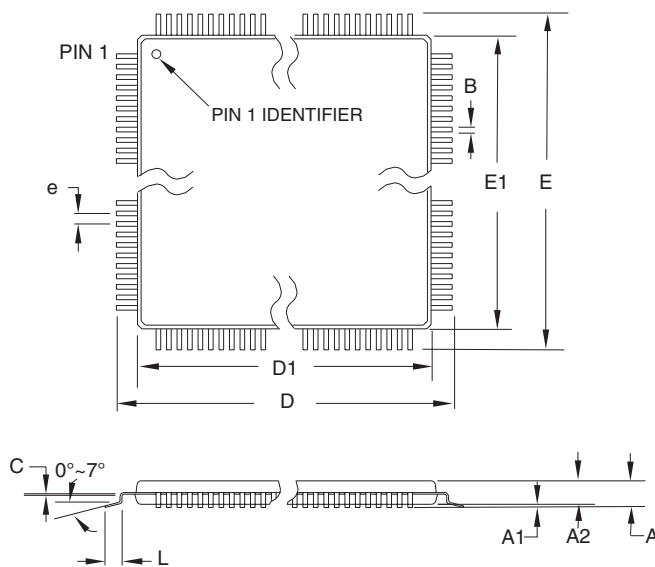 PIN 1
PIN 1 IDENTIFIER
B
e
E1
E
D1
D
C
0°~7°
L
A1
A2
A